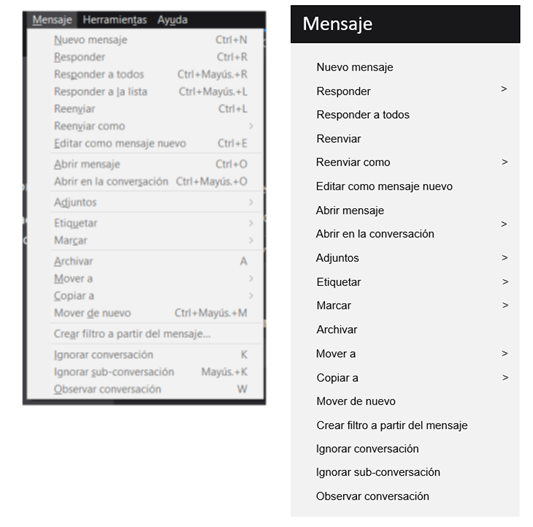 Mensaje Herramientas Ayuda
Nuevo mensaje Ctrl+N
Responder Ctrl+R
Responder a todos Ctrl+Mayús.+R
Responder a la lista Ctrl+Mayús.+L
Reenviar Ctrl+L
Reenviar como >
Editar como mensaje nuevo Ctrl+E
Abrir mensaje Ctrl+O
Abrir en la conversación Ctrl+Mayús.+O
Adjuntos >
Etiquetar >
Marcar >
Archivar A
Mover a >
Copiar a >
Mover de nuevo Ctrl+Mayús.+M
Crear filtro a partir del mensaje...
Ignorar conversación K
Ignorar sub-conversación Mayús.+K
Observar conversación W
Mensaje
Nuevo mensaje
Responder >
Responder a todos
Reenviar
Reenviar como >
Editar como mensaje nuevo
Abrir mensaje
Abrir en la conversación >
Adjuntos >
Etiquetar >
Marcar >
Archivar
Mover a >
Copiar a >
Mover de nuevo
Crear filtro a partir del mensaje
Ignorar conversación
Ignorar sub-conversación
Observar conversación